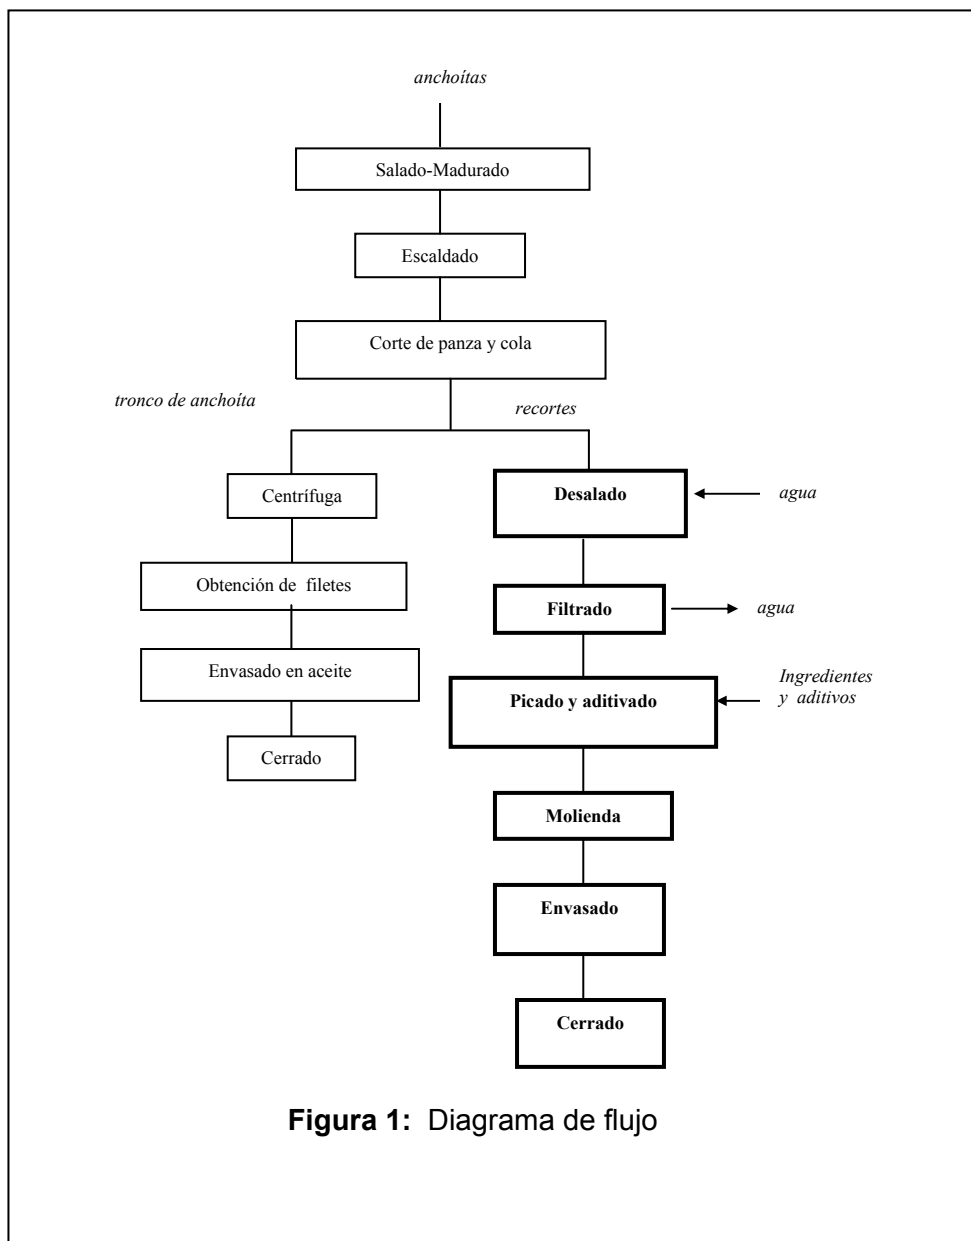 anchoítas
Salado-Madurado
Escaldado
Corte de panza y cola
tronco de anchoíta
recortes
Centrífuga
Obtención de filetes
Envasado en aceite
Cerrado
Desalado
agua
Filtrado
agua
Picado y aditivado
Ingredientes
y aditivos
Molienda
Envasado
Cerrado
Figura 1: Diagrama de flujo